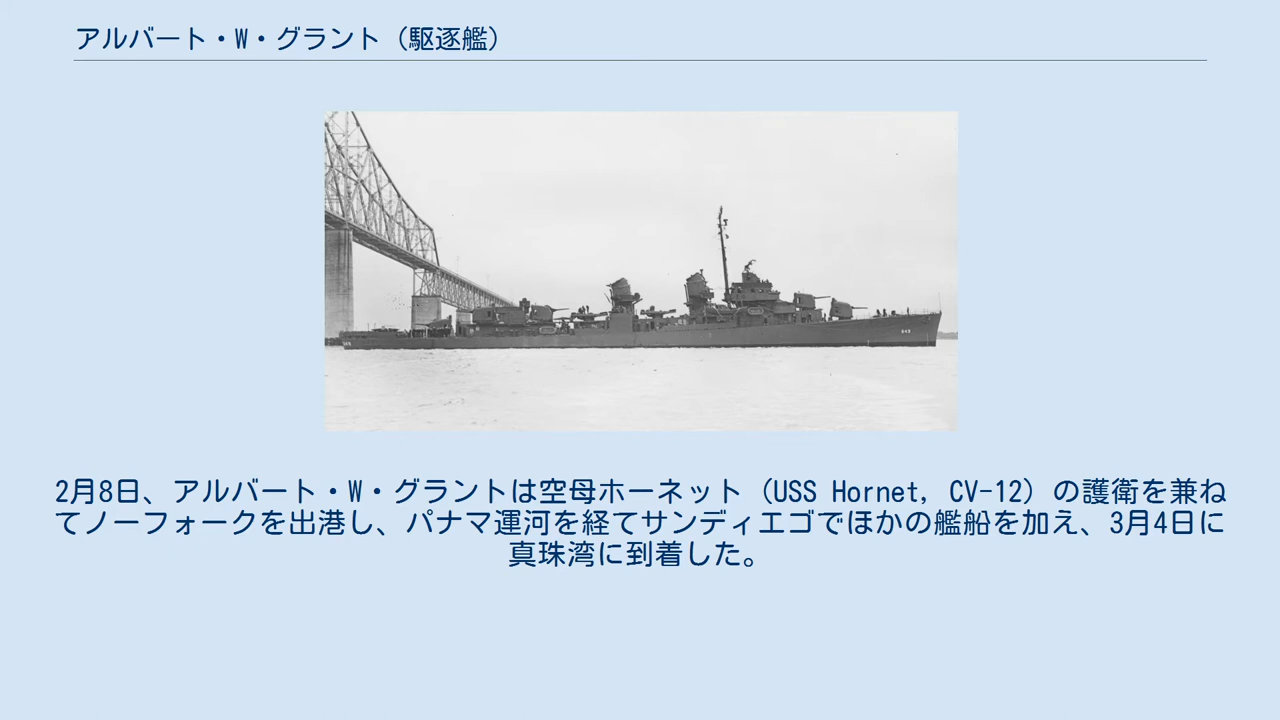 アルバート・W・グラント（駆逐艦）
2月8日、アルバート・W・グラントは空母ホーネット（USS Hornet, CV-12）の護衛を兼ね
てノーフォークを出港し、パナマ運河を経てサンディエゴでほかの艦船を加え、3月4日に
真珠湾に到着した。